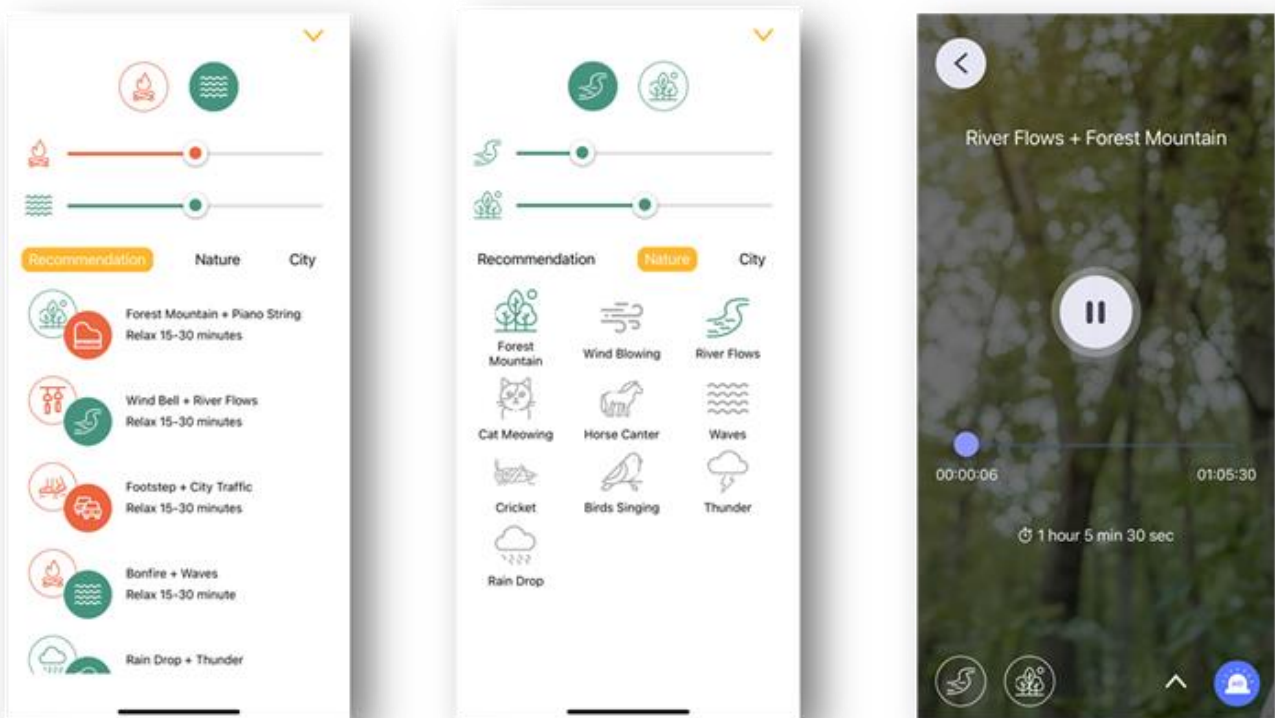 Recommendation Nature City
Forest Mountain + Piano String
Relax 15-30 minutes
Wind Bell + River Flows
Relax 15-30 minutes
Footstep + City Traffic
Relax 15-30 minutes
Bonfire + Waves
Relax 15-30 minute
Rain Drop + Thunder
Recommendation Nature City
Forest
Mountain
Wind Blowing
River Flows
Cat Meowing
Horse Canter
Waves
Cricket
Birds Singing
Thunder
Rain Drop
River Flows + Forest Mountain
00:00:06
01:05:30
1 hour 5 min 30 sec